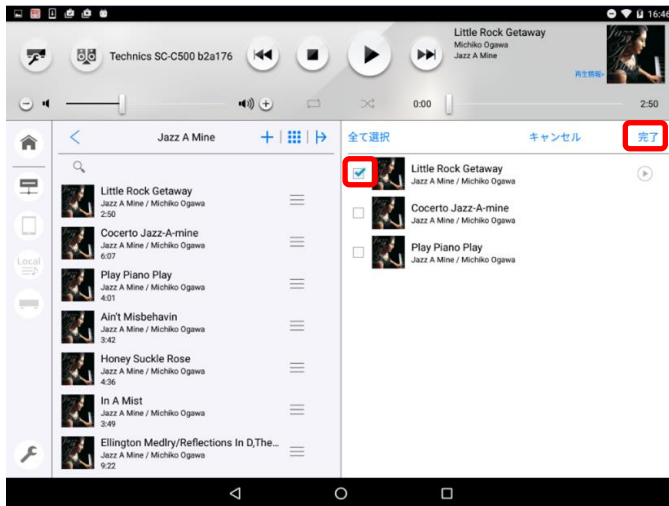 16:46
Technics SC-C500 b2a176
Little Rock Getaway
Michiko Ogawa
Jazz A Mine
再生情報>
0:00
2:50
Jazz A Mine
全て選択
キャンセル
完了
Little Rock Getaway
Jazz A Mine / Michiko Ogawa
2:50
Cocerto Jazz-A-mine
Jazz A Mine / Michiko Ogawa
6:07
Play Piano Play
Jazz A Mine / Michiko Ogawa
4:01
Ain't Misbehavin
Jazz A Mine / Michiko Ogawa
3:42
Honey Suckle Rose
Jazz A Mine / Michiko Ogawa
4:36
In A Mist
Jazz A Mine / Michiko Ogawa
3:49
Ellington Medlry/Reflections In D,The...
Jazz A Mine / Michiko Ogawa
9:22
Local
Little Rock Getaway
Jazz A Mine / Michiko Ogawa
Cocerto Jazz-A-mine
Jazz A Mine / Michiko Ogawa
Play Piano Play
Jazz A Mine / Michiko Ogawa